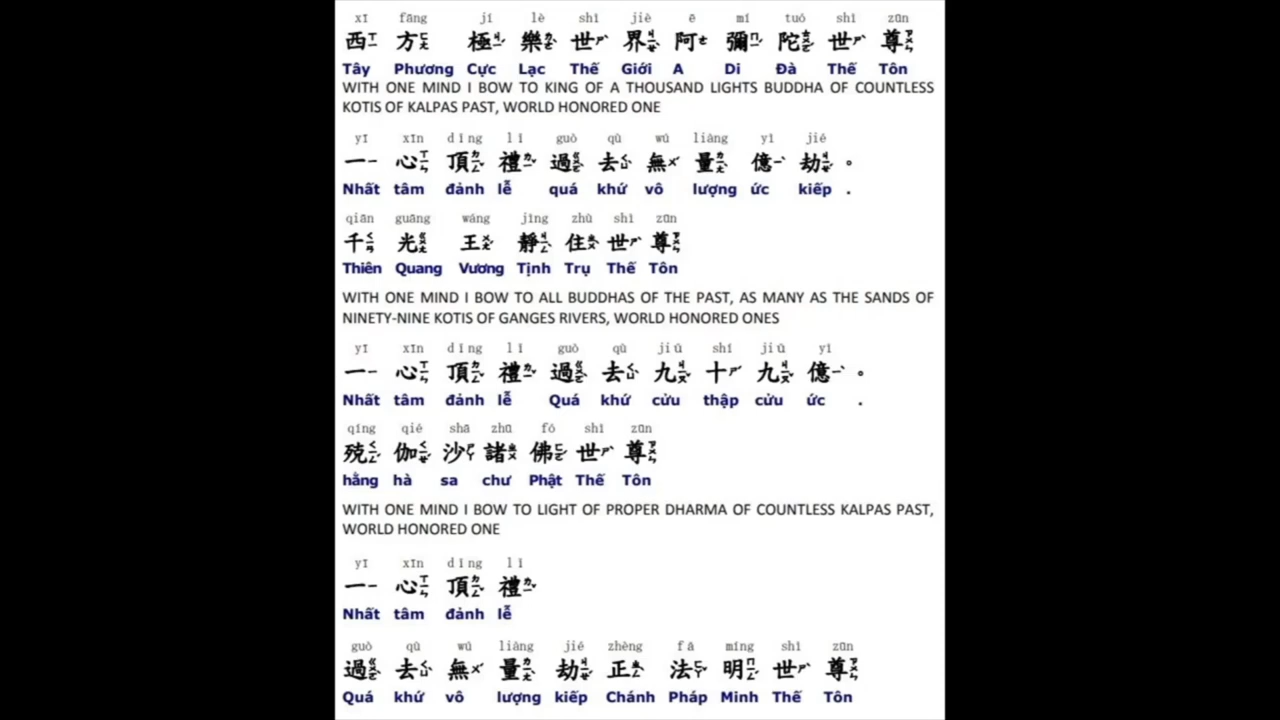 xī fāng jí lè shì jiè ē mí tuó shì zūn
西方 極樂世界阿彌陀世尊
Tây Phương Cực Lạc Thế Giới A Di Đà Thế Tôn
WITH ONE MIND I BOW TO KING OF A THOUSAND LIGHTS BUDDHA OF COUNTLESS
KOTIS OF KALPAS PAST, WORLD HONORED ONE
yī xīn dǐng lǐ guò qù wú liàng yì jié
一心頂禮 過去無量億劫。
Nhất tâm đảnh lễ quá khứ vô lượng ức kiếp .
qiān guāng wáng jìng zhù shì zūn
千光王靜住世尊
Thiên Quang Vương Tịnh Trụ Thế Tôn
WITH ONE MIND I BOW TO ALL BUDDHAS OF THE PAST, AS MANY AS THE SANDS OF
NINETY-NINE KOTIS OF GANGES RIVERS, WORLD HONORED ONES
yī xīn dǐng lǐ guò qù jiǔ shí jiǔ yì
一心頂禮過去九十九億。
Nhất tâm đảnh lễ Quá khứ cửu thập cửu ức .
qíng qié shā zhū fó shì zūn
殑伽沙諸佛世尊
hằng hà sa chư Phật Thế Tôn
WITH ONE MIND I BOW TO LIGHT OF PROPER DHARMA OF COUNTLESS KALPAS PAST,
WORLD HONORED ONE
yī xīn dǐng lǐ
一心頂禮
Nhất tâm đảnh lễ
guò qù wú liàng jié zhèng fǎ míng shì zūn
過去無量劫正法明世尊
Quá khứ vô lượng kiếp Chánh Pháp Minh Thế Tôn